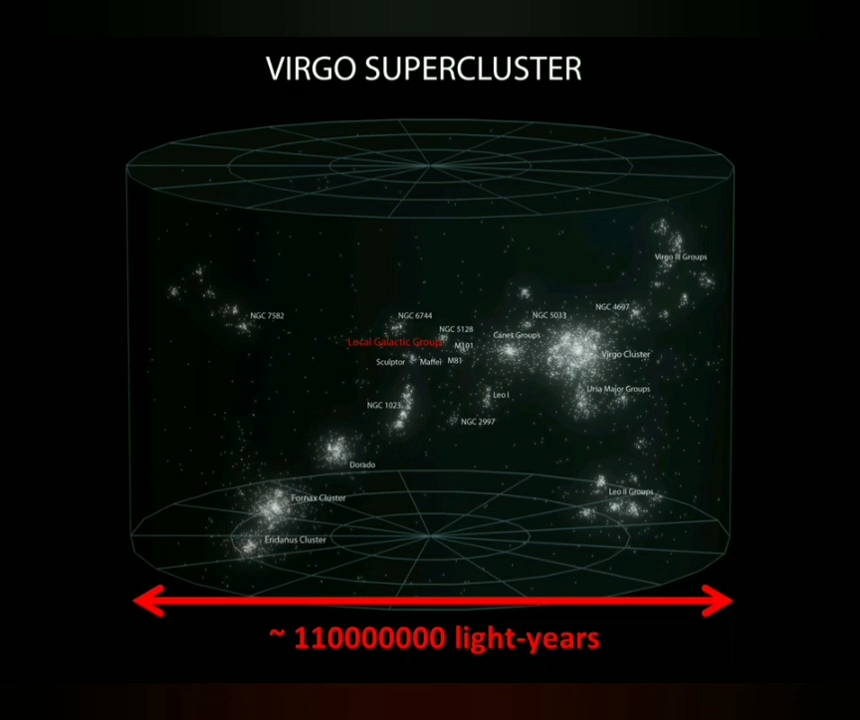 VIRGO SUPERCLUSTER
Virgo III Groups
NGC 7582
NGC 6744
NGC 5033
NGC 4697
NGC 5128
Canes Groups
Local Galactic Group
M101
Virgo Cluster
Sculptor
Maffei
M83
Ursa Major Groups
Leo I
NGC 1023
NGC 2997
Dorado
Leo II Groups
Fornax Cluster
Eridanus Cluster
~ 110000000 light-years